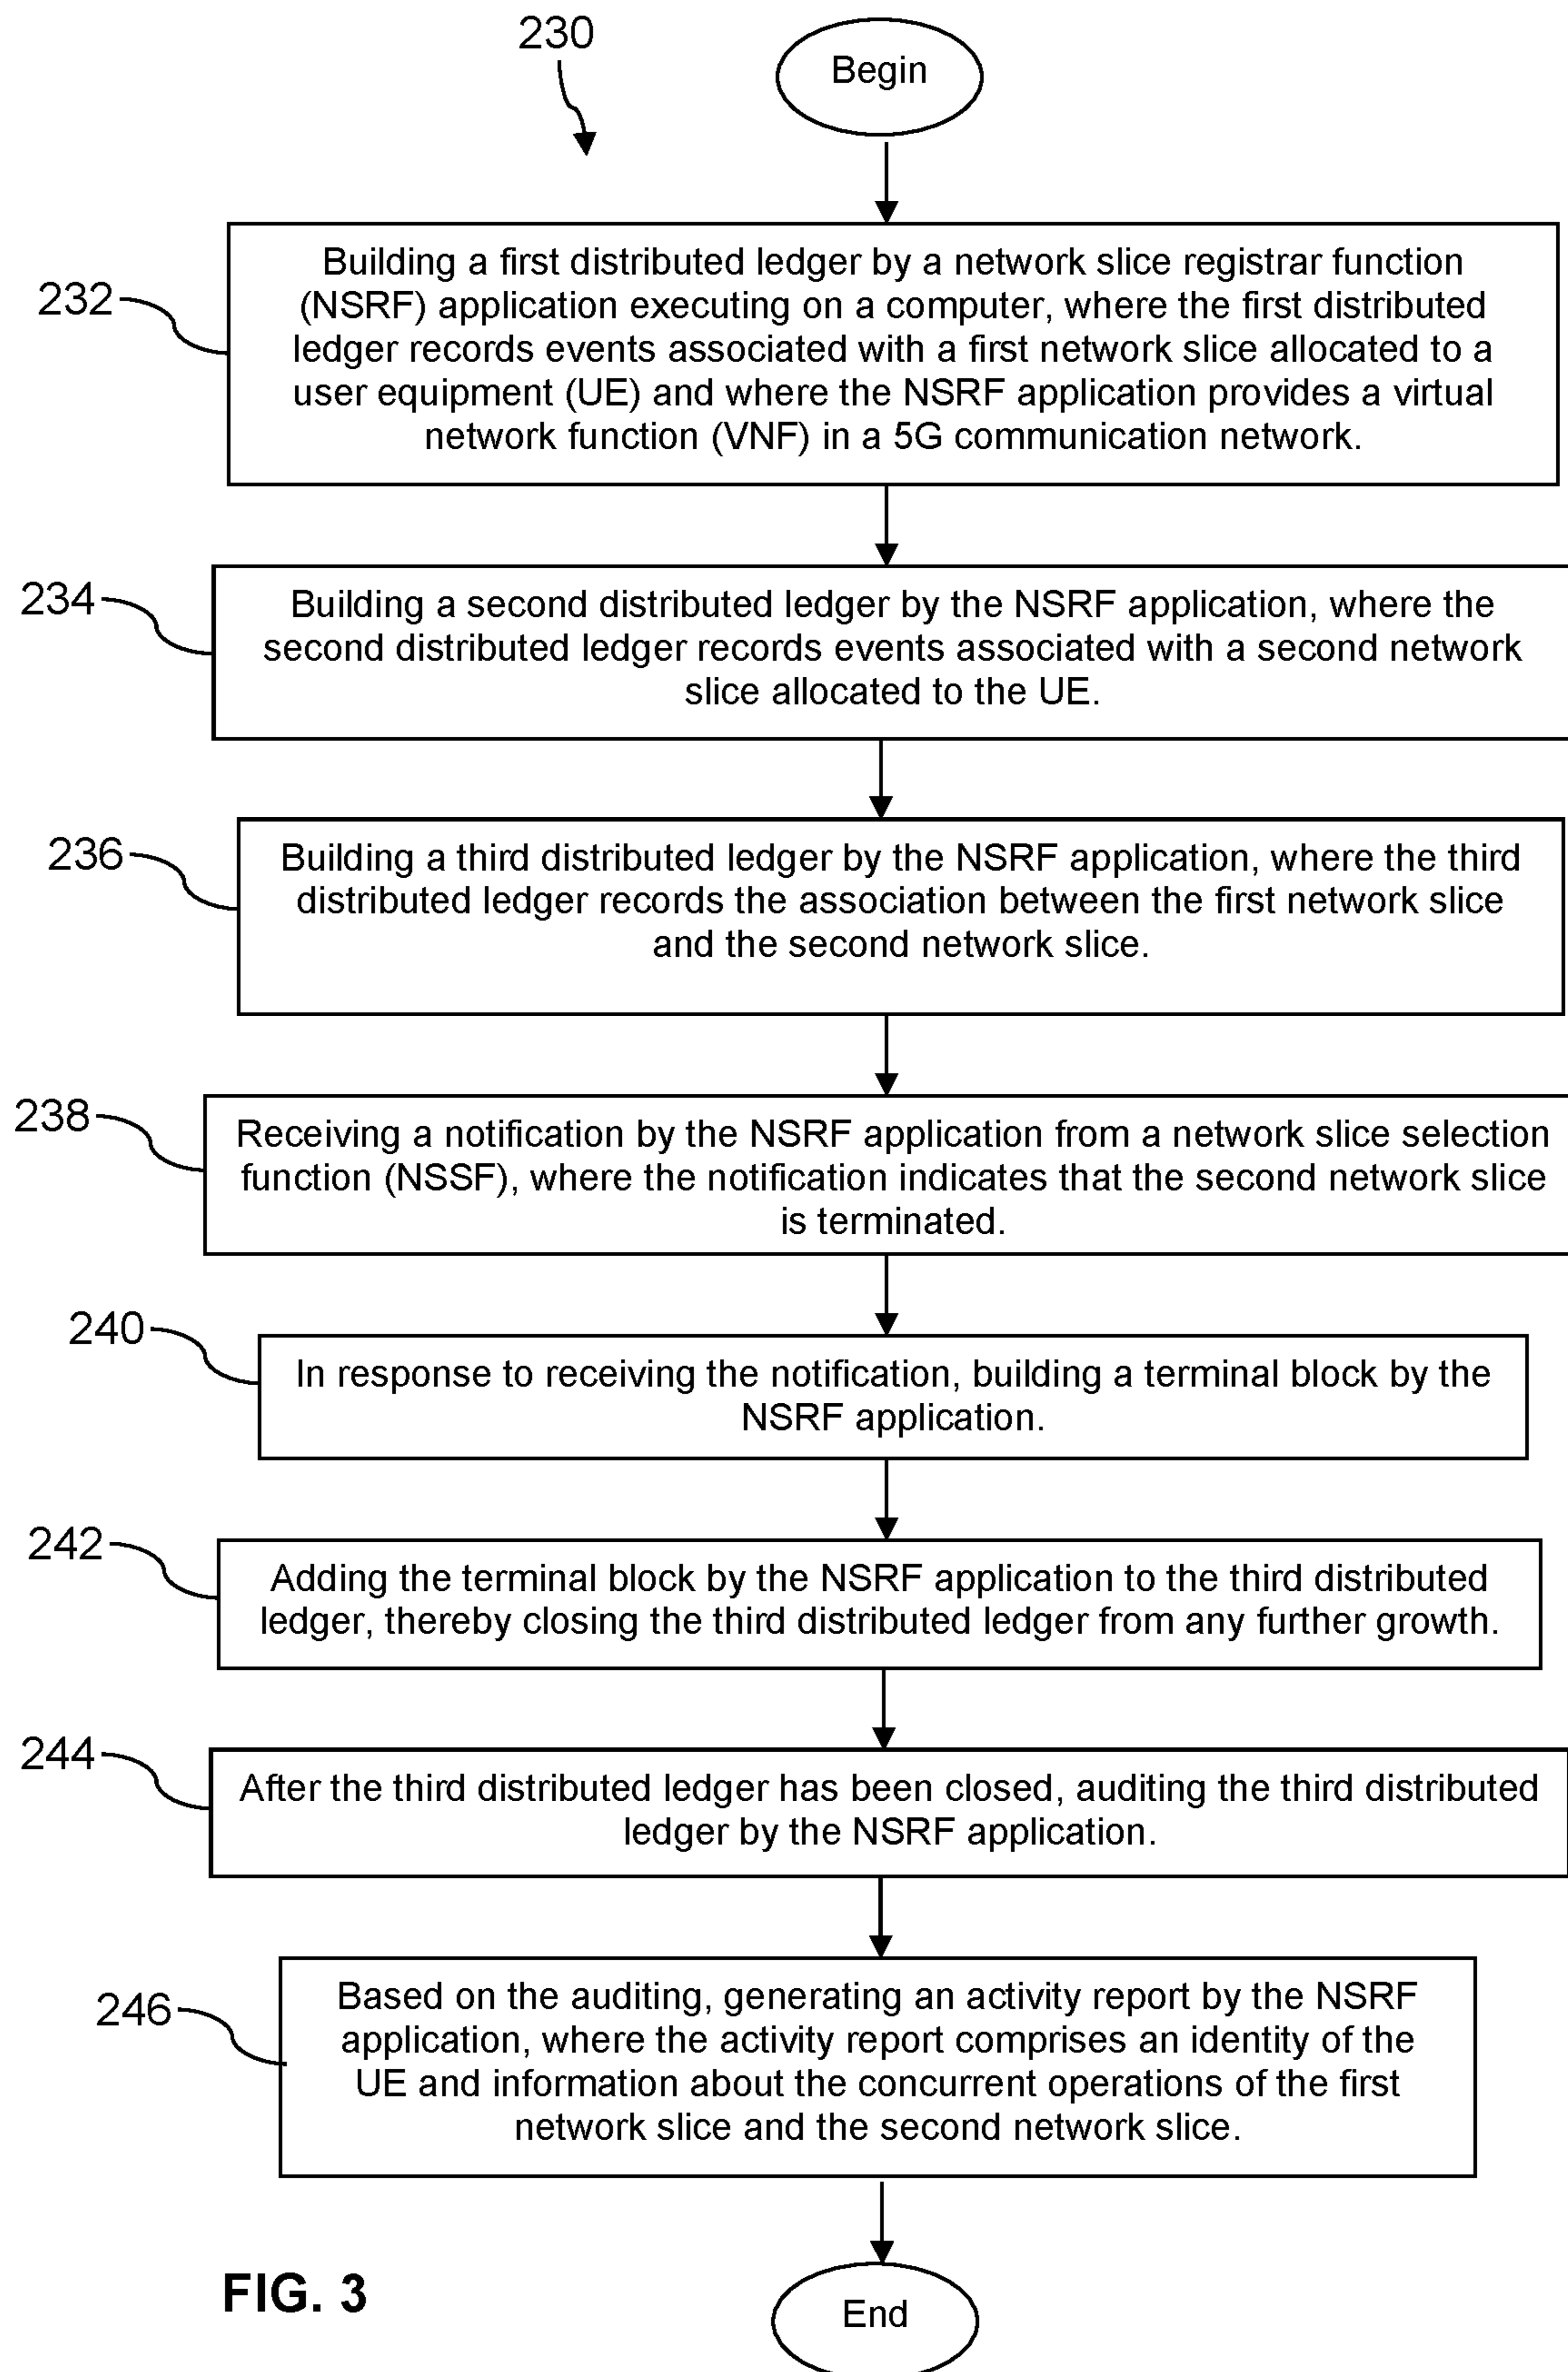 230
Begin
232
Building a first distributed ledger by a network slice registrar function
(NSRF) application executing on a computer, where the first distributed
ledger records events associated with a first network slice allocated to a
user equipment (UE) and where the NSRF application provides a virtual
network function (VNF) in a 5G communication network.
234
Building a second distributed ledger by the NSRF application, where the
second distributed ledger records events associated with a second network
slice allocated to the UE.
236
Building a third distributed ledger by the NSRF application, where the third
distributed ledger records the association between the first network slice
and the second network slice.
238
Receiving a notification by the NSRF application from a network slice selection
function (NSSF), where the notification indicates that the second network slice
is terminated.
240
In response to receiving the notification, building a terminal block by the
NSRF application.
242
Adding the terminal block by the NSRF application to the third distributed
ledger, thereby closing the third distributed ledger from any further growth.
244
After the third distributed ledger has been closed, auditing the third distributed
ledger by the NSRF application.
246
Based on the auditing, generating an activity report by the NSRF
application, where the activity report comprises an identity of the
UE and information about the concurrent operations of the first
network slice and the second network slice.
FIG. 3
End